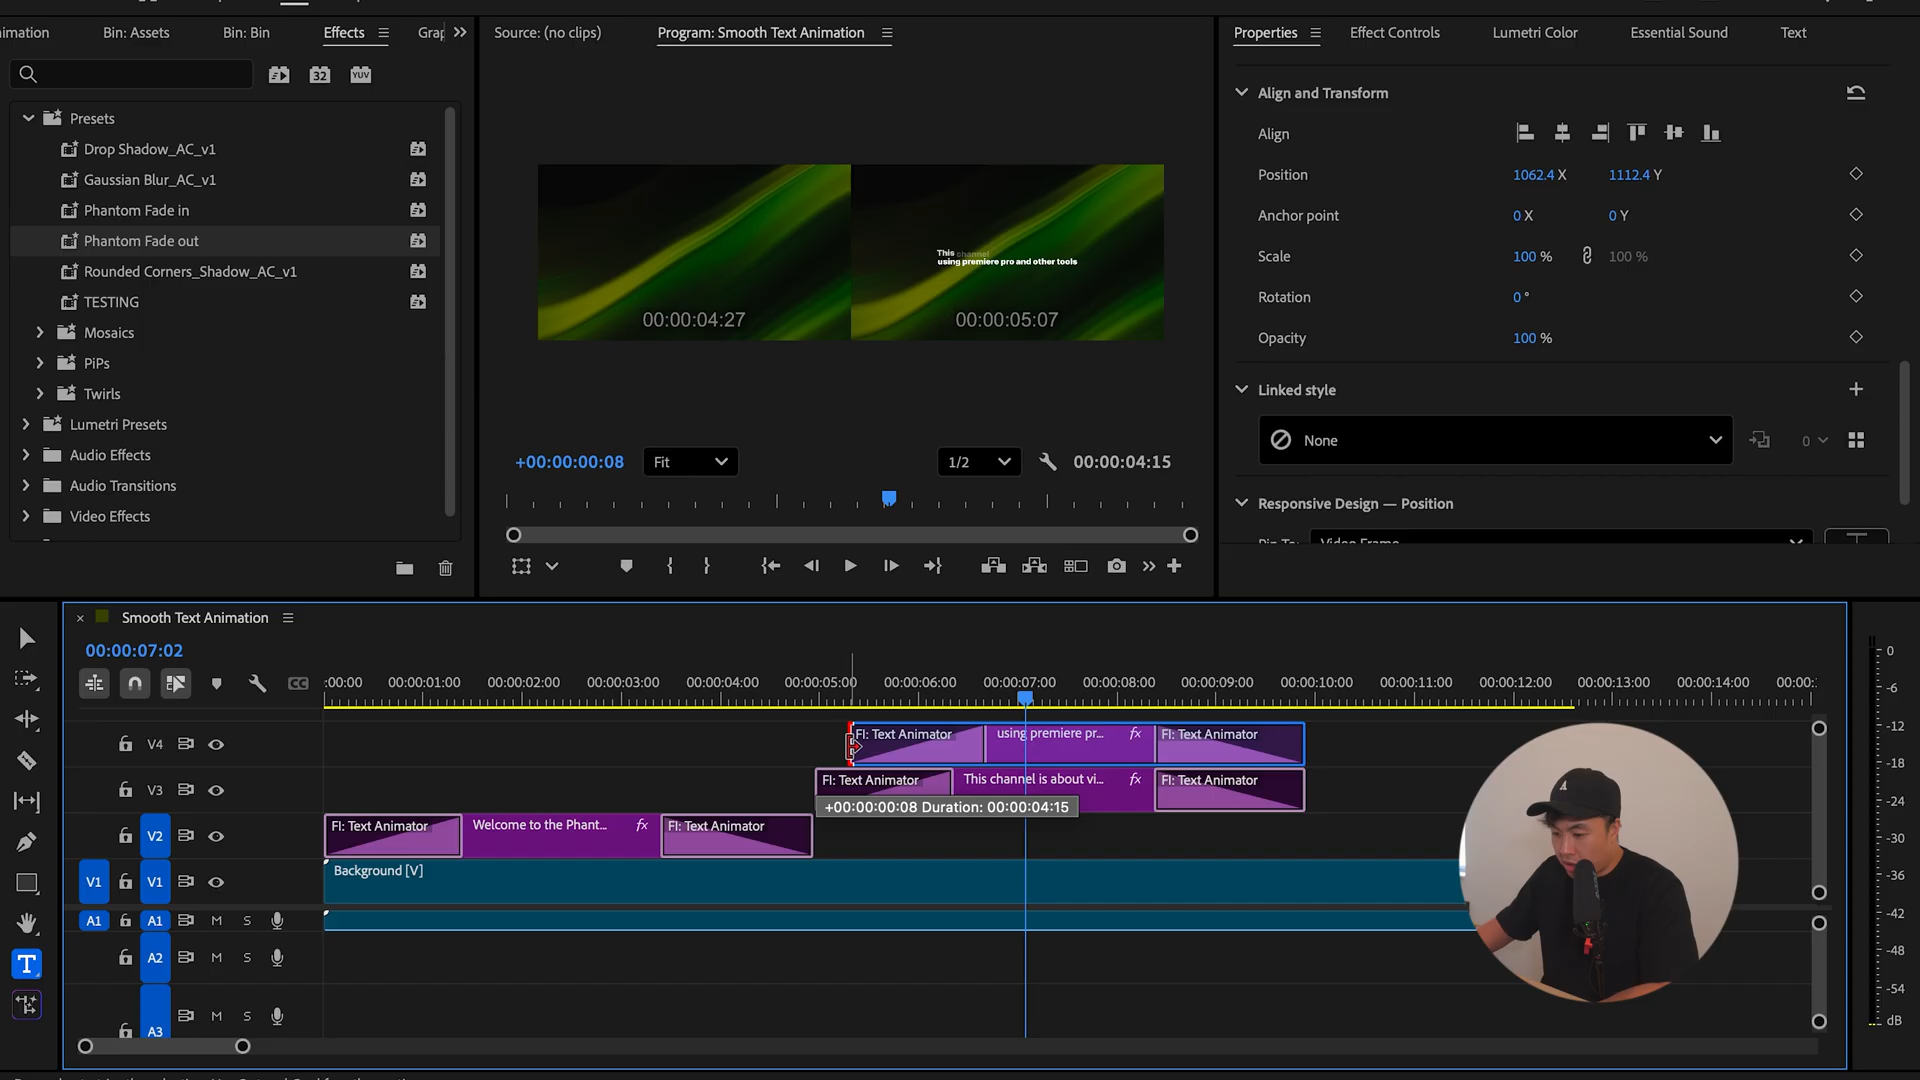 imation
Bin: Assets
Bin: Bin
Effects
Gra
Source: (no clips)
Program: Smooth Text Animation
Properties
Effect Controls
Lumetri Color
Essential Sound
Text
32
YUV
Presets
Drop Shadow_AC_v1
Gaussian Blur_AC_v1
Phantom Fade in
Phantom Fade out
Rounded Corners_Shadow_AC_v1
TESTING
Mosaics
PiPs
Twirls
Lumetri Presets
Audio Effects
Audio Transitions
Video Effects
This channel
using premiere pro and other tools
00:00:04:27
00:00:05:07
+00:00:00:08
Fit
1/2
00:00:04:15
Align and Transform
Align
Position
1062.4 X
1112.4 Y
Anchor point
0 X
0 Y
Scale
100 %
100 %
Rotation
0 °
Opacity
100 %
Linked style
None
0
Responsive Design — Position
Pin To:
Video Frame
× Smooth Text Animation
00:00:07:02
CC
:00:00
00:00:01:00
00:00:02:00
00:00:03:00
00:00:04:00
00:00:05:00
00:00:06:00
00:00:07:00
00:00:08:00
00:00:09:00
00:00:10:00
00:00:11:00
00:00:12:00
00:00:13:00
00:00:14:00
00:00:
V4
FI: Text Animator
using premiere pr...
fx
FI: Text Animator
V3
FI: Text Animator
This channel is about vi...
fx
FI: Text Animator
+00:00:00:08 Duration: 00:00:04:15
V2
FI: Text Animator
Welcome to the Phant...
fx
FI: Text Animator
V1
V1
Background [V]
A1
A1
M
S
A2
M
S
A3
M
S
T
0
-6
-12
-18
-24
-30
-36
-42
-48
-54
dB